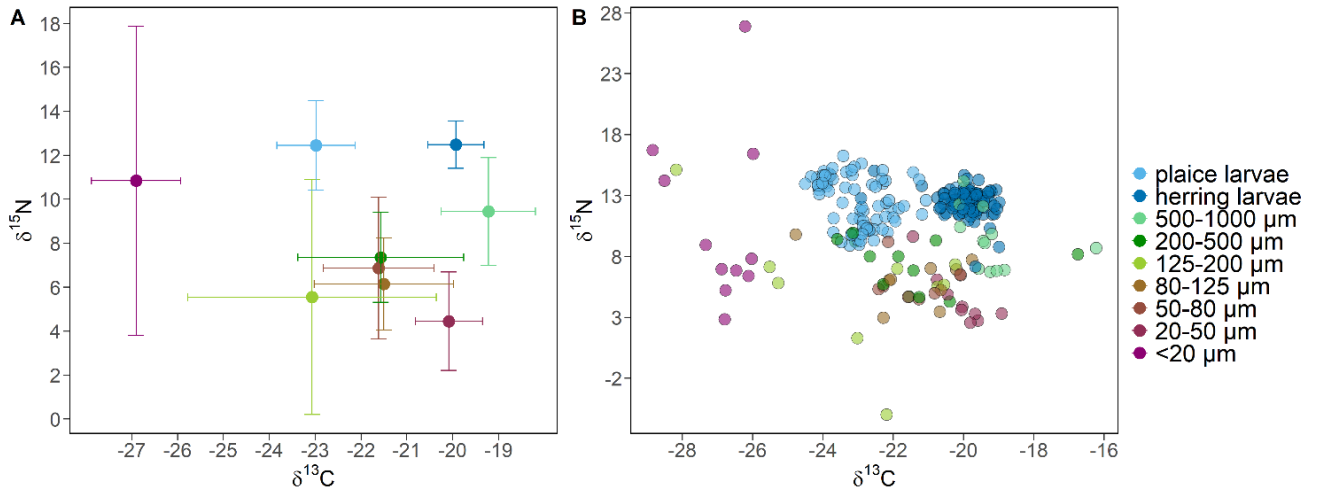 A
18
16
14
12
10
8
6
4
2
0
δ15N
-27 -26 -25 -24 -23 -22 -21 -20 -19
δ13C
B
28
23
18
13
8
3
-2
δ15N
-28 -26 -24 -22 -20 -18 -16
δ13C
plaice larvae
herring larvae
500-1000 µm
200-500 µm
125-200 µm
80-125 µm
50-80 µm
20-50 µm
<20 µm